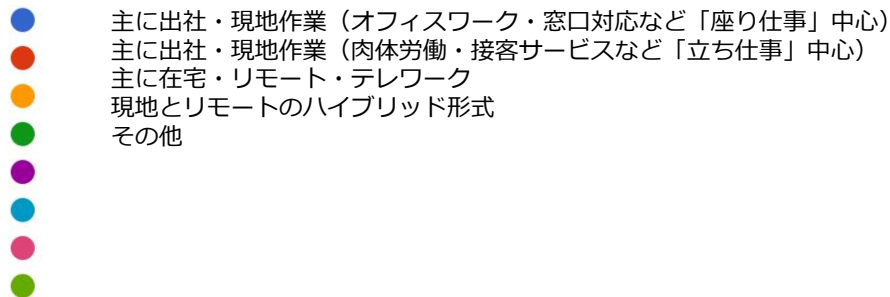 主に出社・現地作業（オフィスワーク・窓口対応など「座り仕事」中心）
主に出社・現地作業（肉体労働・接客サービスなど「立ち仕事」中心）
主に在宅・リモート・テレワーク
現地とリモートのハイブリッド形式
その他